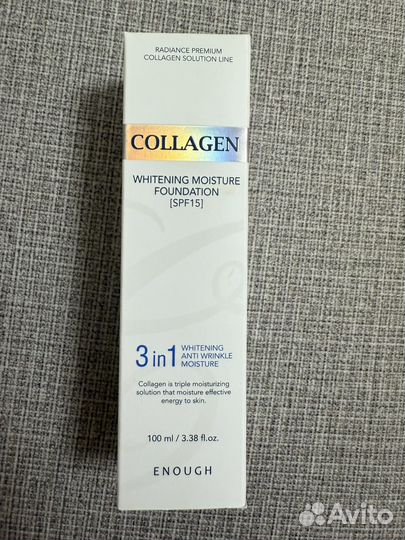 RADIANCE PREMIUM
COLLAGEN SOLUTION LINE
COLLAGEN
WHITENING MOISTURE
FOUNDATION
[SPF15]
3 in 1
WHITENING
ANTI WRINKLE
MOISTURE
Collagen is triple moisturizing
solution that moisture effective
energy to skin.
100 ml / 3.38 fl.oz.
ENOUGH
Avito